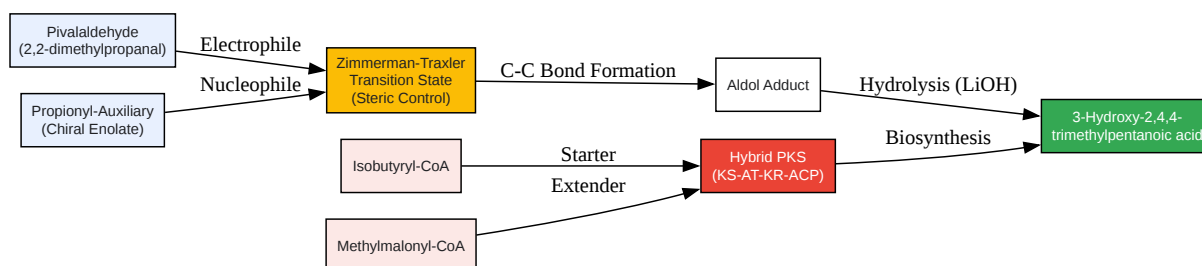 Pivalaldehyde
(2,2-dimethylpropanal)
Electrophile
Propionyl-Auxiliary
(Chiral Enolate)
Nucleophile
Zimmerman-Traxler
Transition State
(Steric Control)
C-C Bond Formation
Aldol Adduct
Hydrolysis (LiOH)
3-Hydroxy-2,4,4-
trimethylpentanoic acid
Isobutyryl-CoA
Starter
Hybrid PKS
(KS-AT-KR-ACP)
Biosynthesis
Extender
Methylmalonyl-CoA